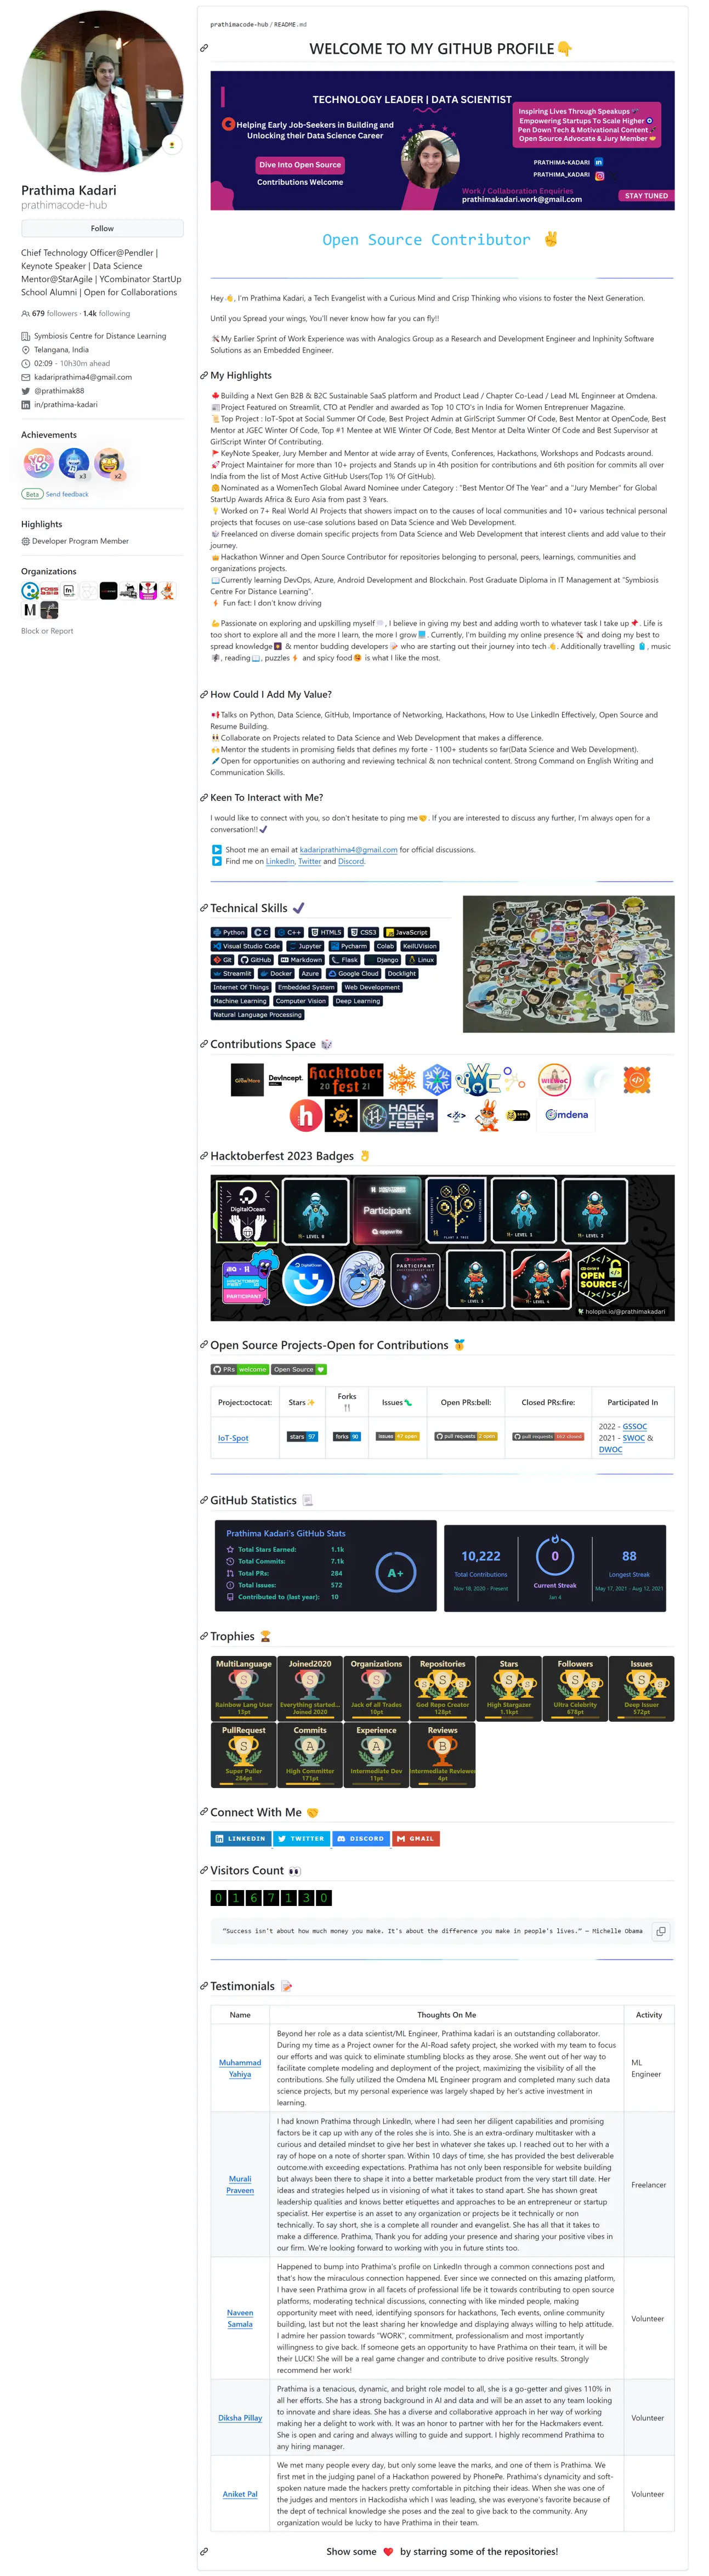 prathimacode-hub / README.md
WELCOME TO MY GITHUB PROFILE👇
TECHNOLOGY LEADER | DATA SCIENTIST
Helping Early Job-Seekers in Building and
Unlocking their Data Science Career
Dive Into Open Source
Contributions Welcome
Inspiring Lives Through Speakups
Empowering Startups To Scale Higher
Pen Down Tech & Motivational Content
Open Source Advocate & Jury Member
PRATHIMA-KADARI
PRATHIMA_KADARI
Work / Collaboration Enquiries
prathimakadari.work@gmail.com
STAY TUNED
Prathima Kadari
prathimacode-hub
Follow
Chief Technology Officer@Pendler |
Keynote Speaker | Data Science
Mentor@StarAgile | YCombinator StartUp
School Alumni | Open for Collaborations
679 followers · 1.4k following
Symbiosis Centre for Distance Learning
Telangana, India
02:09 - 10h30m ahead
kadariprathima4@gmail.com
@prathimak88
in/prathima-kadari
Achievements
x3
x2
Beta Send feedback
Highlights
Developer Program Member
Organizations
Block or Report
Open Source Contributor ✌
Hey👋, I'm Prathima Kadari, a Tech Evangelist with a Curious Mind and Crisp Thinking who visions to foster the Next Generation.
Until you Spread your wings, You'll never know how far you can fly!!
🛠My Earlier Sprint of Work Experience was with Analogics Group as a Research and Development Engineer and Inphinity Software
Solutions as an Embedded Engineer.
My Highlights
🍁Building a Next Gen B2B & B2C Sustainable SaaS platform and Product Lead / Chapter Co-Lead / Lead ML Engineer at Omdena.
📰Project Featured on Streamlit, CTO at Pendler and awarded as Top 10 CTO's in India for Women Entreprenuer Magazine.
📜Top Project : IoT-Spot at Social Summer Of Code, Best Project Admin at GirlScript Summer Of Code, Best Mentor at OpenCode, Best
Mentor at JGEC Winter Of Code, Top #1 Mentee at WIE Winter Of Code, Best Mentor at Delta Winter Of Code and Best Supervisor at
GirlScript Winter Of Contributing.
🚩KeyNote Speaker, Jury Member and Mentor at wide array of Events, Conferences, Hackathons, Workshops and Podcasts around.
🚀Project Maintainer for more than 10+ projects and Stands up in 4th position for contributions and 6th position for commits all over
India from the list of Most Active GitHub Users(Top 1% Of GitHub).
Nominated as a WomenTech Global Award Nominee under Category : "Best Mentor Of The Year" and a "Jury Member" for Global
StartUp Awards Africa & Euro Asia from past 3 Years.
💡Worked on 7+ Real World AI Projects that showers impact on to the causes of local communities and 10+ various technical personal
projects that focuses on use-case solutions based on Data Science and Web Development.
Freelanced on diverse domain specific projects from Data Science and Web Development that interest clients and add value to their
journey.
👑Hackathon Winner and Open Source Contributor for repositories belonging to personal, peers, learnings, communities and
organizations projects.
📖Currently learning DevOps, Azure, Android Development and Blockchain. Post Graduate Diploma in IT Management at "Symbiosis
Centre For Distance Learning".
⚡ Fun fact: I don't know driving
💪Passionate on exploring and upskilling myself, I believe in giving my best and adding worth to whatever task I take up📌. Life is
too short to explore all and the more I learn, the more I grow. Currently, I'm building my online presence🛠 and doing my best to
spread knowledge & mentor budding developers📝 who are starting out their journey into tech👋. Additionally travelling , music
, reading📖, puzzles⚡ and spicy food is what I like the most.
How Could I Add My Value?
📢Talks on Python, Data Science, GitHub, Importance of Networking, Hackathons, How to Use LinkedIn Effectively, Open Source and
Resume Building.
Collaborate on Projects related to Data Science and Web Development that makes a difference.
🙌Mentor the students in promising fields that defines my forte - 1100+ students so far(Data Science and Web Development).
Open for opportunities on authoring and reviewing technical & non technical content. Strong Command on English Writing and
Communication Skills.
Keen To Interact with Me?
I would like to connect with you, so don't hesitate to ping me🤝. If you are interested to discuss any further, I'm always open for a
conversation!!✔
▶ Shoot me an email at kadariprathima4@gmail.com for official discussions.
▶ Find me on LinkedIn, Twitter and Discord.
Technical Skills ✔
Python C C++ HTML5 CSS3 JavaScript
Visual Studio Code Jupyter Pycharm Colab KeilUVision
Git GitHub Markdown Flask Django Linux
Streamlit Docker Azure Google Cloud Docklight
Internet Of Things Embedded System Web Development
Machine Learning Computer Vision Deep Learning
Natural Language Processing
Contributions Space
GrowMore DevIncept. hacktober fest 2021 WIEWoC
HACK TOBER FEST Omdena
Hacktoberfest 2023 Badges
DigitalOcean LEVEL 0 Participant appwrite PLANT A TREE LEVEL 1 LEVEL 2
HACKTOBER FEST PARTICIPANT DigitalOcean PARTICIPANT LEVEL 3 LEVEL 4 OPEN SOURCE
holopin.io/@prathimakadari
Open Source Projects-Open for Contributions 🏅
PRs welcome Open Source
Project:octocat: Stars✨ Forks🍴 Issues🐛 Open PRs:bell: Closed PRs:fire: Participated In
IoT-Spot
stars 97
forks 90
issues 47 open
pull requests 2 open
pull requests 162 closed
2022 - GSSOC
2021 - SWOC &
DWOC
GitHub Statistics 📃
Prathima Kadari's GitHub Stats
Total Stars Earned: 1.1k
Total Commits: 7.1k
Total PRs: 284
Total Issues: 572
Contributed to (last year): 10
A+
10,222
Total Contributions
Nov 18, 2020 - Present
0
Current Streak
Jan 4
88
Longest Streak
May 17, 2021 - Aug 12, 2021
Trophies 🏆
MultiLanguage Joined2020 Organizations Repositories Stars Followers Issues
Rainbow Lang User Everything started... Jack of all Trades God Repo Creator High Stargazer Ultra Celebrity Deep Issuer
13pt Joined 2020 10pt 128pt 1.1kpt 678pt 572pt
PullRequest Commits Experience Reviews
Super Puller High Committer Intermediate Dev Intermediate Reviewer
284pt 171pt 11pt 4pt
Connect With Me 🤝
LINKEDIN TWITTER DISCORD GMAIL
Visitors Count 👀
0167130
“Success isn't about how much money you make. It's about the difference you make in people's lives.” – Michelle Obama
Testimonials 📝
Name Thoughts On Me Activity
Muhammad
Yahiya
Beyond her role as a data scientist/ML Engineer, Prathima kadari is an outstanding collaborator.
During my time as a Project owner for the AI-Road safety project, she worked with my team to focus
our efforts and was quick to eliminate stumbling blocks as they arose. She went out of her way to
facilitate complete modeling and deployment of the project, maximizing the visibility of all the
contributions. She fully utilized the Omdena ML Engineer program and completed many such data
science projects, but my personal experience was largely shaped by her's active investment in
learning.
ML
Engineer
Murali
Praveen
I had known Prathima through LinkedIn, where I had seen her diligent capabilities and promising
factors be it cap up with any of the roles she is into. She is an extra-ordinary multitasker with a
curious and detailed mindset to give her best in whatever she takes up. I reached out to her with a
ray of hope on a note of shorter span. Within 10 days of time, she has provided the best deliverable
outcome.with exceeding expectations. Prathima has not only been responsible for website building
but always been there to shape it into a better marketable product from the very start till date. Her
ideas and strategies helped us in visioning of what it takes to stand apart. She has shown great
leadership qualities and knows better etiquettes and approaches to be an entrepreneur or startup
specialist. Her expertise is an asset to any organization or projects be it technically or non
technically. To say short, she is a complete all rounder and evangelist. She has all that it takes to
make a difference. Prathima, Thank you for adding your presence and sharing your positive vibes in
our firm. We're looking forward to working with you in future stints too.
Freelancer
Naveen
Samala
Happened to bump into Prathima's profile on LinkedIn through a common connections post and
that's how the miraculous connection happened. Ever since we connected on this amazing platform,
I have seen Prathima grow in all facets of professional life be it towards contributing to open source
platforms, moderating technical discussions, connecting with like minded people, making
opportunity meet with need, identifying sponsors for hackathons, Tech events, online community
building, last but not the least sharing her knowledge and displaying always willing to help attitude.
I admire her passion towards "WORK", commitment, professionalism and most importantly
willingness to give back. If someone gets an opportunity to have Prathima on their team, it will be
their LUCK! She will be a real game changer and contribute to drive positive results. Strongly
recommend her work!
Volunteer
Diksha Pillay
Prathima is a tenacious, dynamic, and bright role model to all, she is a go-getter and gives 110% in
all her efforts. She has a strong background in AI and data and will be an asset to any team looking
to innovate and share ideas. She has a diverse and collaborative approach in her way of working
making her a delight to work with. It was an honor to partner with her for the Hackmakers event.
She is open and caring and always willing to guide and support. I highly recommend Prathima to
any hiring manager.
Volunteer
Aniket Pal
We met many people every day, but only some leave the marks, and one of them is Prathima. We
first met in the judging panel of a Hackathon powered by PhonePe. Prathima's dynamicity and soft-
spoken nature made the hackers pretty comfortable in pitching their ideas. When she was one of
the judges and mentors in Hackodisha which I was leading, she was everyone's favorite because of
the dept of technical knowledge she poses and the zeal to give back to the community. Any
organization would be lucky to have Prathima in their team.
Volunteer
Show some ❤ by starring some of the repositories!